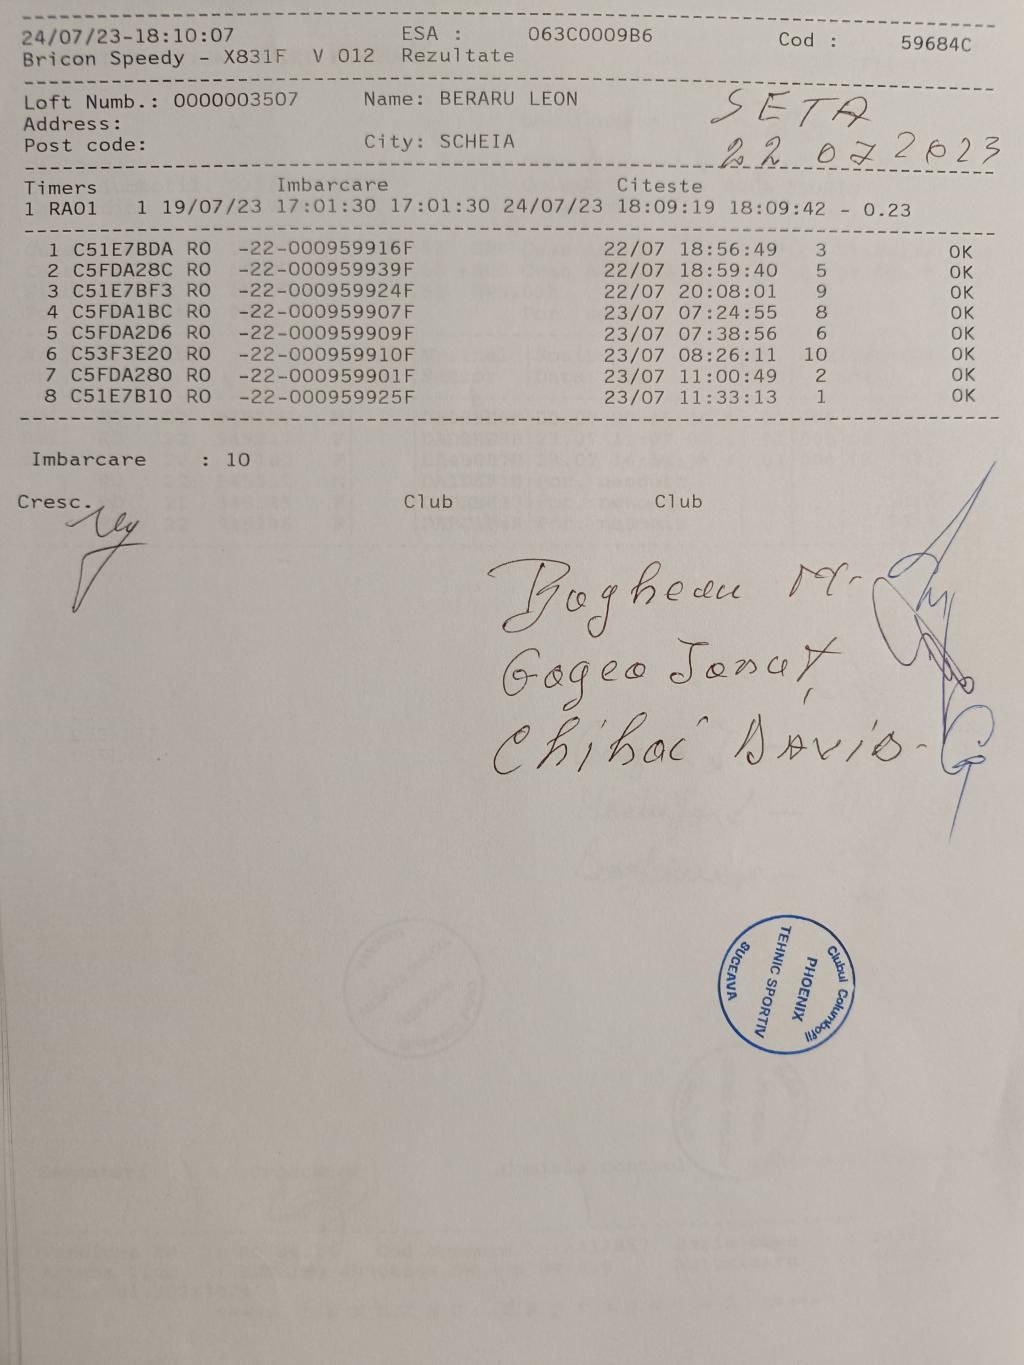 24/07/23-18:10:07 ESA : 063C0009B6 Cod : 59684C
Bricon Speedy - X831F V 012 Rezultate
Loft Numb.: 0000003507 Name: BERARU LEON
SETA
Address:
Post code: City: SCHEIA
22 07 2023
Timers Imbarcare Citeste
1 RA01 1 19/07/23 17:01:30 17:01:30 24/07/23 18:09:19 18:09:42 - 0.23
1 C51E7BDA RO -22-000959916F 22/07 18:56:49 3 OK
2 C5FDA28C RO -22-000959939F 22/07 18:59:40 5 OK
3 C51E7BF3 RO -22-000959924F 22/07 20:08:01 9 OK
4 C5FDA1BC RO -22-000959907F 23/07 07:24:55 8 OK
5 C5FDA2D6 RO -22-000959909F 23/07 07:38:56 6 OK
6 C53F3E20 RO -22-000959910F 23/07 08:26:11 10 OK
7 C5FDA280 RO -22-000959901F 23/07 11:00:49 2 OK
8 C51E7B10 RO -22-000959925F 23/07 11:33:13 1 OK
Imbarcare : 10
Cresc. Club Club
M.
Chihai
Clubul Columbofil
PHOENIX
TEHNIC SPORTIV
SUCEAVA